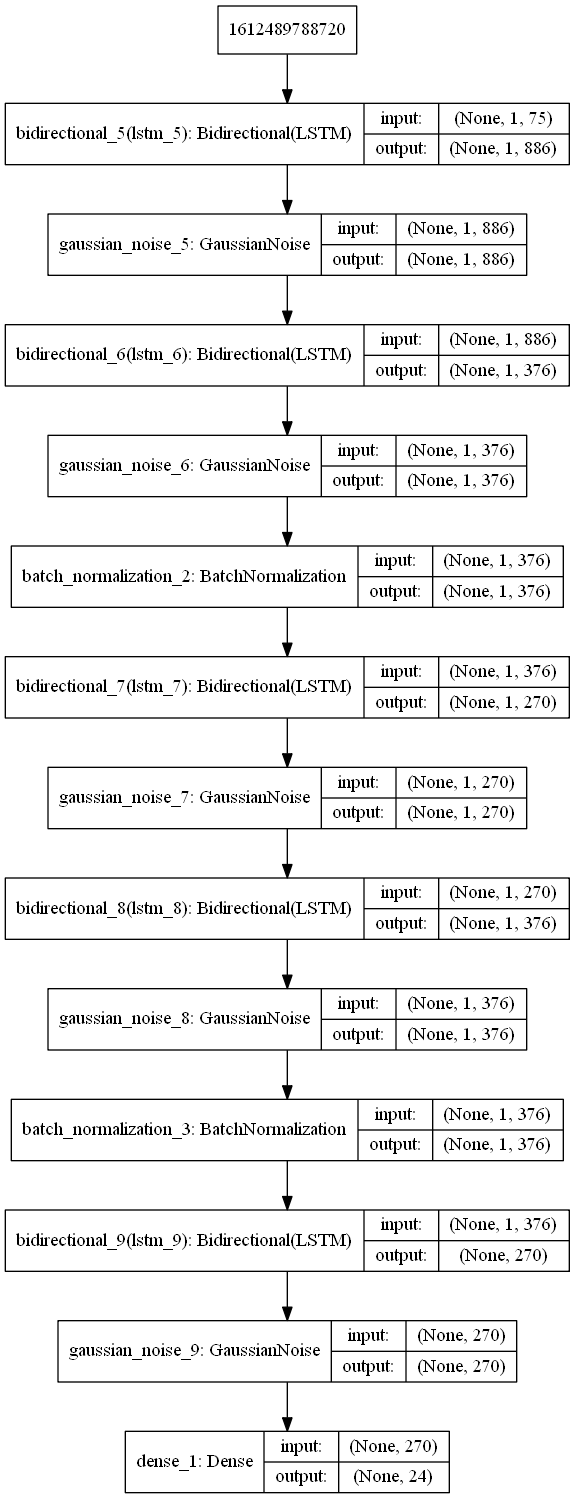 1612489788720
bidirectional_5(lstm_5): Bidirectional(LSTM)
input: (None, 1, 75)
output: (None, 1, 886)
gaussian_noise_5: GaussianNoise
input: (None, 1, 886)
output: (None, 1, 886)
bidirectional_6(lstm_6): Bidirectional(LSTM)
input: (None, 1, 886)
output: (None, 1, 376)
gaussian_noise_6: GaussianNoise
input: (None, 1, 376)
output: (None, 1, 376)
batch_normalization_2: BatchNormalization
input: (None, 1, 376)
output: (None, 1, 376)
bidirectional_7(lstm_7): Bidirectional(LSTM)
input: (None, 1, 376)
output: (None, 1, 270)
gaussian_noise_7: GaussianNoise
input: (None, 1, 270)
output: (None, 1, 270)
bidirectional_8(lstm_8): Bidirectional(LSTM)
input: (None, 1, 270)
output: (None, 1, 376)
gaussian_noise_8: GaussianNoise
input: (None, 1, 376)
output: (None, 1, 376)
batch_normalization_3: BatchNormalization
input: (None, 1, 376)
output: (None, 1, 376)
bidirectional_9(lstm_9): Bidirectional(LSTM)
input: (None, 1, 376)
output: (None, 270)
gaussian_noise_9: GaussianNoise
input: (None, 270)
output: (None, 270)
dense_1: Dense
input: (None, 270)
output: (None, 24)